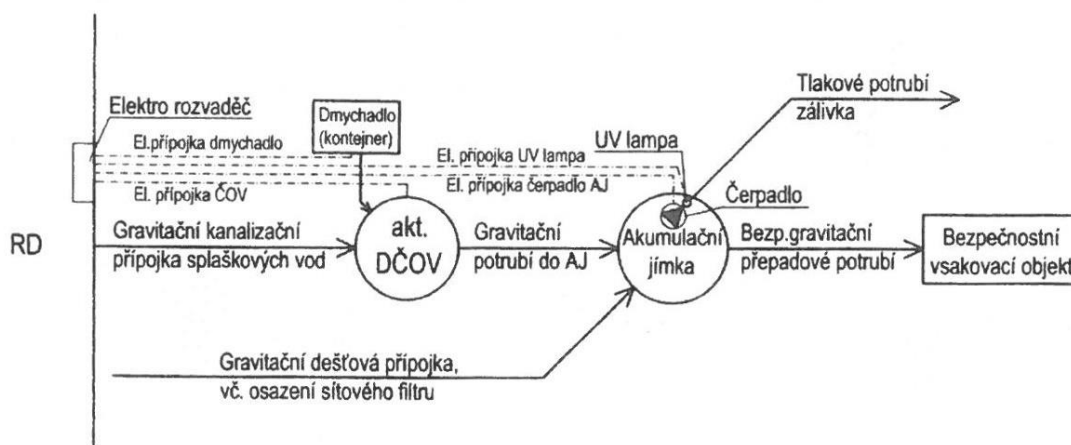 Tlakové potrubí
zálivka
Elektro rozvaděč
Dmychadlo
(kontejner)
UV lampa
El.přípojka dmychadlo
El. přípojka UV lampa
El. přípojka čerpadlo AJ
El. přípojka ČOV
Čerpadlo
RD
Gravitační kanalizační
přípojka splaškových vod
akt.
DČOV
Gravitační
potrubí do AJ
Akumulační
jímka
Bezp.gravitační
přepadové potrubí
Bezpečnostní
vsakovací objekt
Gravitační dešťová přípojka,
vč. osazení sítového filtru